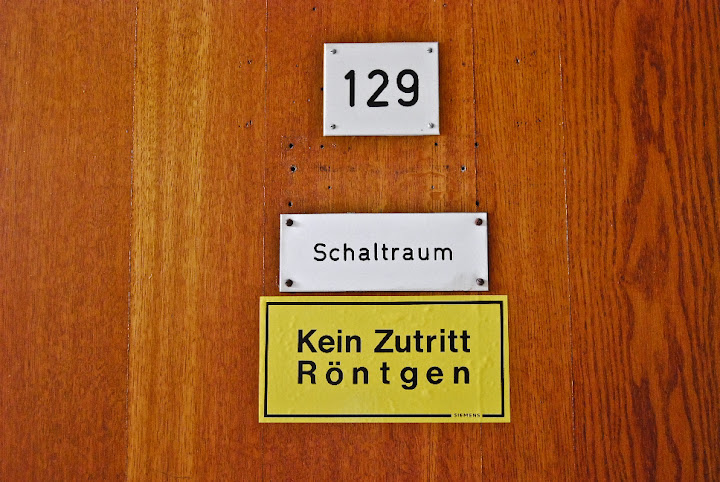 129
Schaltraum
Kein Zutritt
Röntgen
SIEMENS